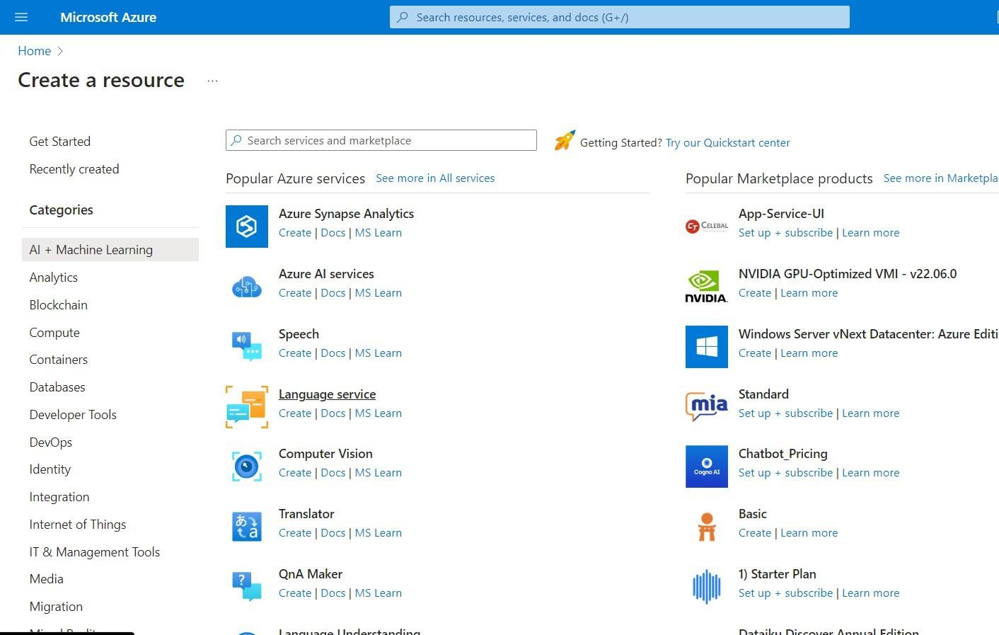 Microsoft Azure
Search resources, services, and docs (G+/)
Home
Create a resource
Get Started
Recently created
Categories
AI + Machine Learning
Analytics
Blockchain
Compute
Containers
Databases
Developer Tools
DevOps
Identity
Integration
Internet of Things
IT & Management Tools
Media
Migration
Search services and marketplace
Getting Started? Try our Quickstart center
Popular Azure services See more in All services
Azure Synapse Analytics
Create | Docs | MS Learn
Azure AI services
Create | Docs | MS Learn
Speech
Create | Docs | MS Learn
Language service
Create | Docs | MS Learn
Computer Vision
Create | Docs | MS Learn
Translator
Create | Docs | MS Learn
QnA Maker
Create | Docs | MS Learn
Language Understanding
Popular Marketplace products See more in Marketpla
CT CELEBAL
App-Service-UI
Set up + subscribe | Learn more
NVIDIA
NVIDIA GPU-Optimized VMI - v22.06.0
Create | Learn more
Windows Server vNext Datacenter: Azure Editi
Create | Learn more
mia
Standard
Set up + subscribe | Learn more
Cogno AI
Chatbot_Pricing
Set up + subscribe | Learn more
Basic
Create | Learn more
1) Starter Plan
Set up + subscribe | Learn more
Dataiku Discover Annual Edition